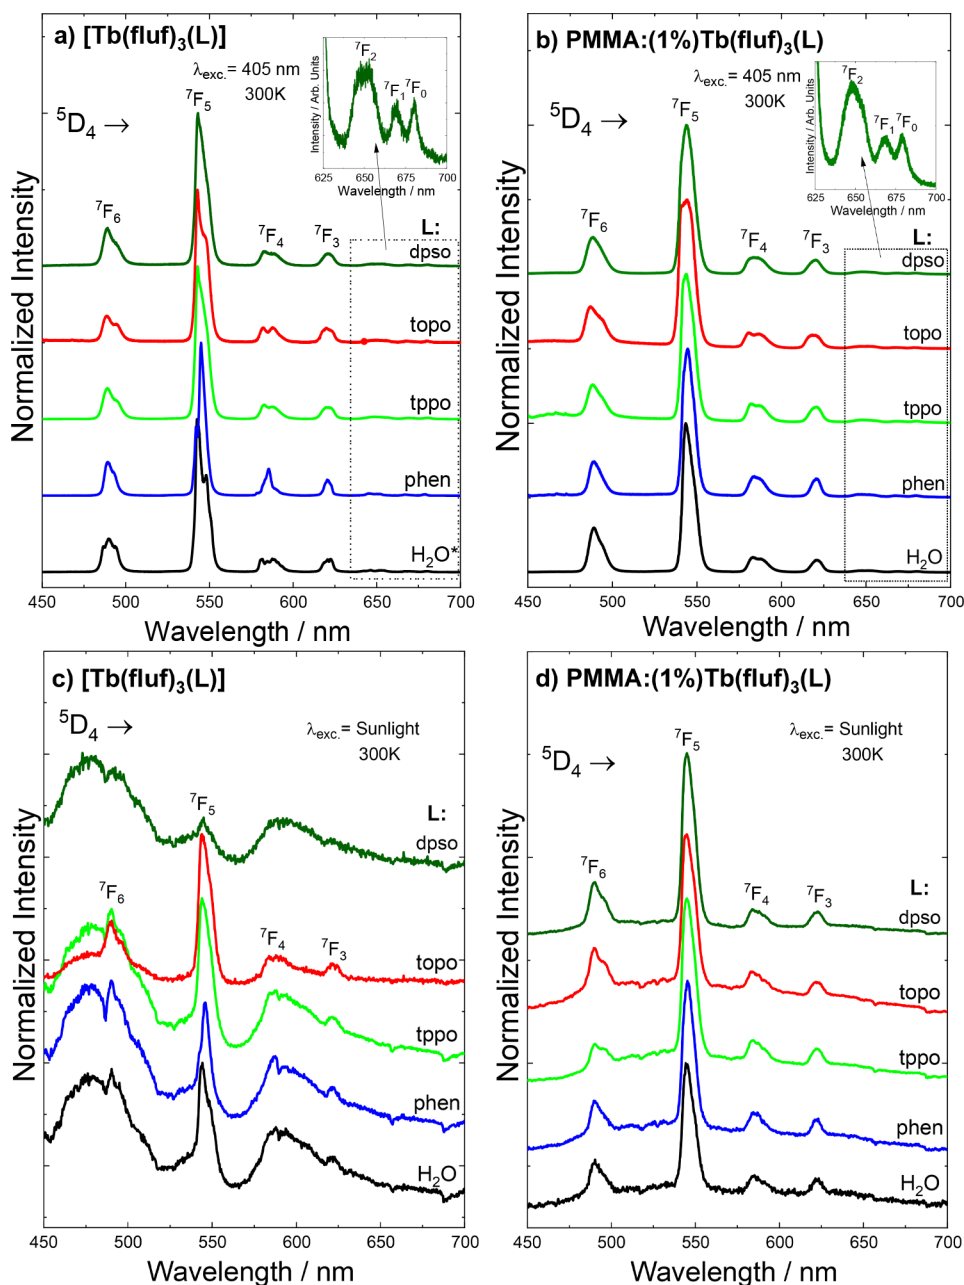 a) [Tb(fluf)₃(L)]
λexc.= 405 nm
300K
⁵D₄ →
⁷F₆
⁷F₅
⁷F₄
⁷F₃
L:
dpso
topo
tppo
phen
H₂O*
Normalized Intensity
450 500 550 600 650 700
Wavelength / nm
⁷F₂
⁷F₁
⁷F₀
Intensity / Arb. Units
625 650 675 700
Wavelength / nm
b) PMMA:(1%)Tb(fluf)₃(L)
λexc.= 405 nm
300K
⁵D₄ →
⁷F₆
⁷F₅
⁷F₄
⁷F₃
L:
dpso
topo
tppo
phen
H₂O
Normalized Intensity
450 500 550 600 650 700
Wavelength / nm
⁷F₂
⁷F₁
⁷F₀
Intensity / Arb. Units
625 650 675 700
Wavelength / nm
c) [Tb(fluf)₃(L)]
⁵D₄ →
λexc.= Sunlight
300K
⁷F₆
⁷F₅
⁷F₄
⁷F₃
L:
dpso
topo
tppo
phen
H₂O
Normalized Intensity
450 500 550 600 650 700
Wavelength / nm
d) PMMA:(1%)Tb(fluf)₃(L)
λexc.= Sunlight
300K
⁵D₄ →
⁷F₆
⁷F₅
⁷F₄
⁷F₃
L:
dpso
topo
tppo
phen
H₂O
Normalized Intensity
450 500 550 600 650 700
Wavelength / nm